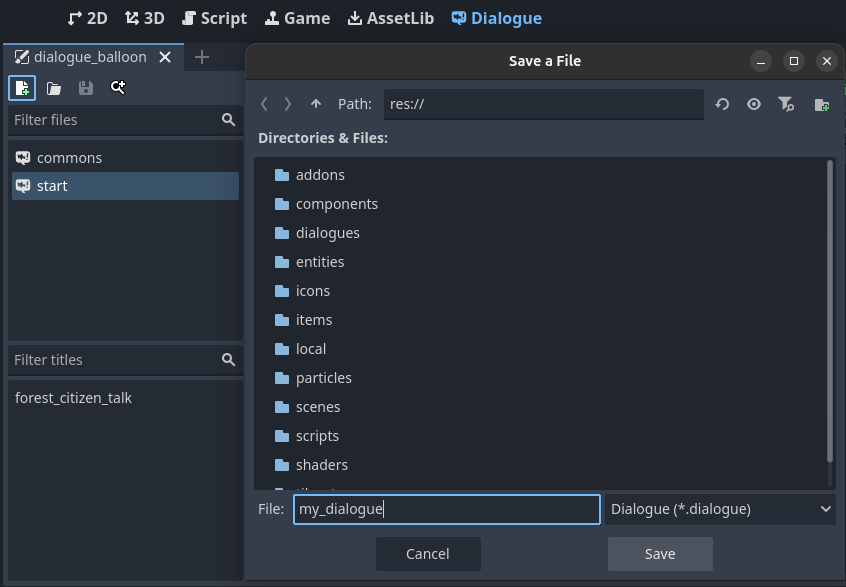 2D 3D Script Game AssetLib Dialogue
dialogue_balloon
Filter files
commons
start
Filter titles
forest_citizen_talk
Save a File
Path: res://
Directories & Files:
addons
components
dialogues
entities
icons
items
local
particles
scenes
scripts
shaders
File: my_dialogue Dialogue (*.dialogue)
Cancel Save